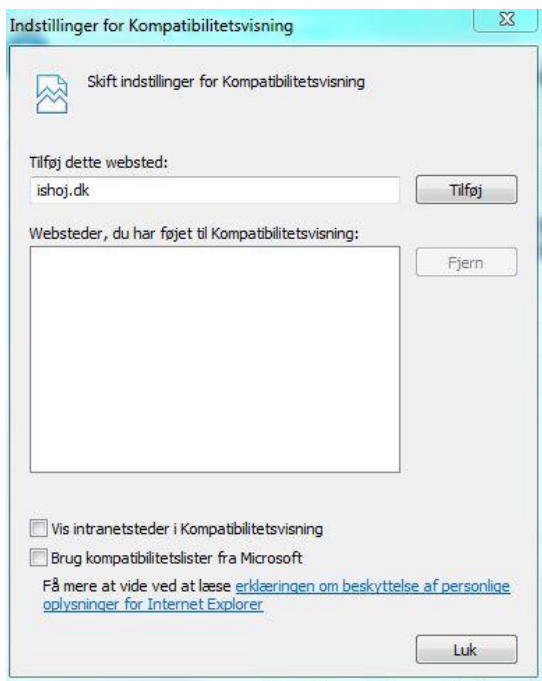 Indstillinger for Kompatibilitetsvisning
Skift indstillinger for Kompatibilitetsvisning
Tilføj dette websted:
ishoj.dk
Tilføj
Websteder, du har føjet til Kompatibilitetsvisning:
Fjern
Vis intranetsteder i Kompatibilitetsvisning
Brug kompatibilitetslister fra Microsoft
Få mere at vide ved at læse erklæringen om beskyttelse af personlige
oplysninger for Internet Explorer
Luk